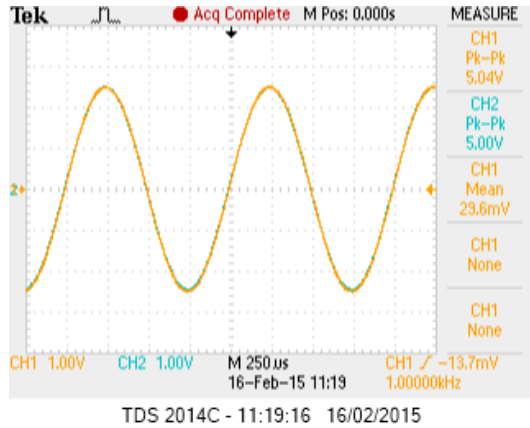 Tek Acq Complete M Pos: 0.000s MEASURE
CH1
Pk-Pk
5.04V
CH2
Pk-Pk
5.00V
CH1
Mean
29.6mV
CH1
None
CH1
None
2
CH1 1.00V CH2 1.00V M 250us CH1 -13.7mV
16-Feb-15 11:19 1.00000kHz
TDS 2014C - 11:19:16 16/02/2015